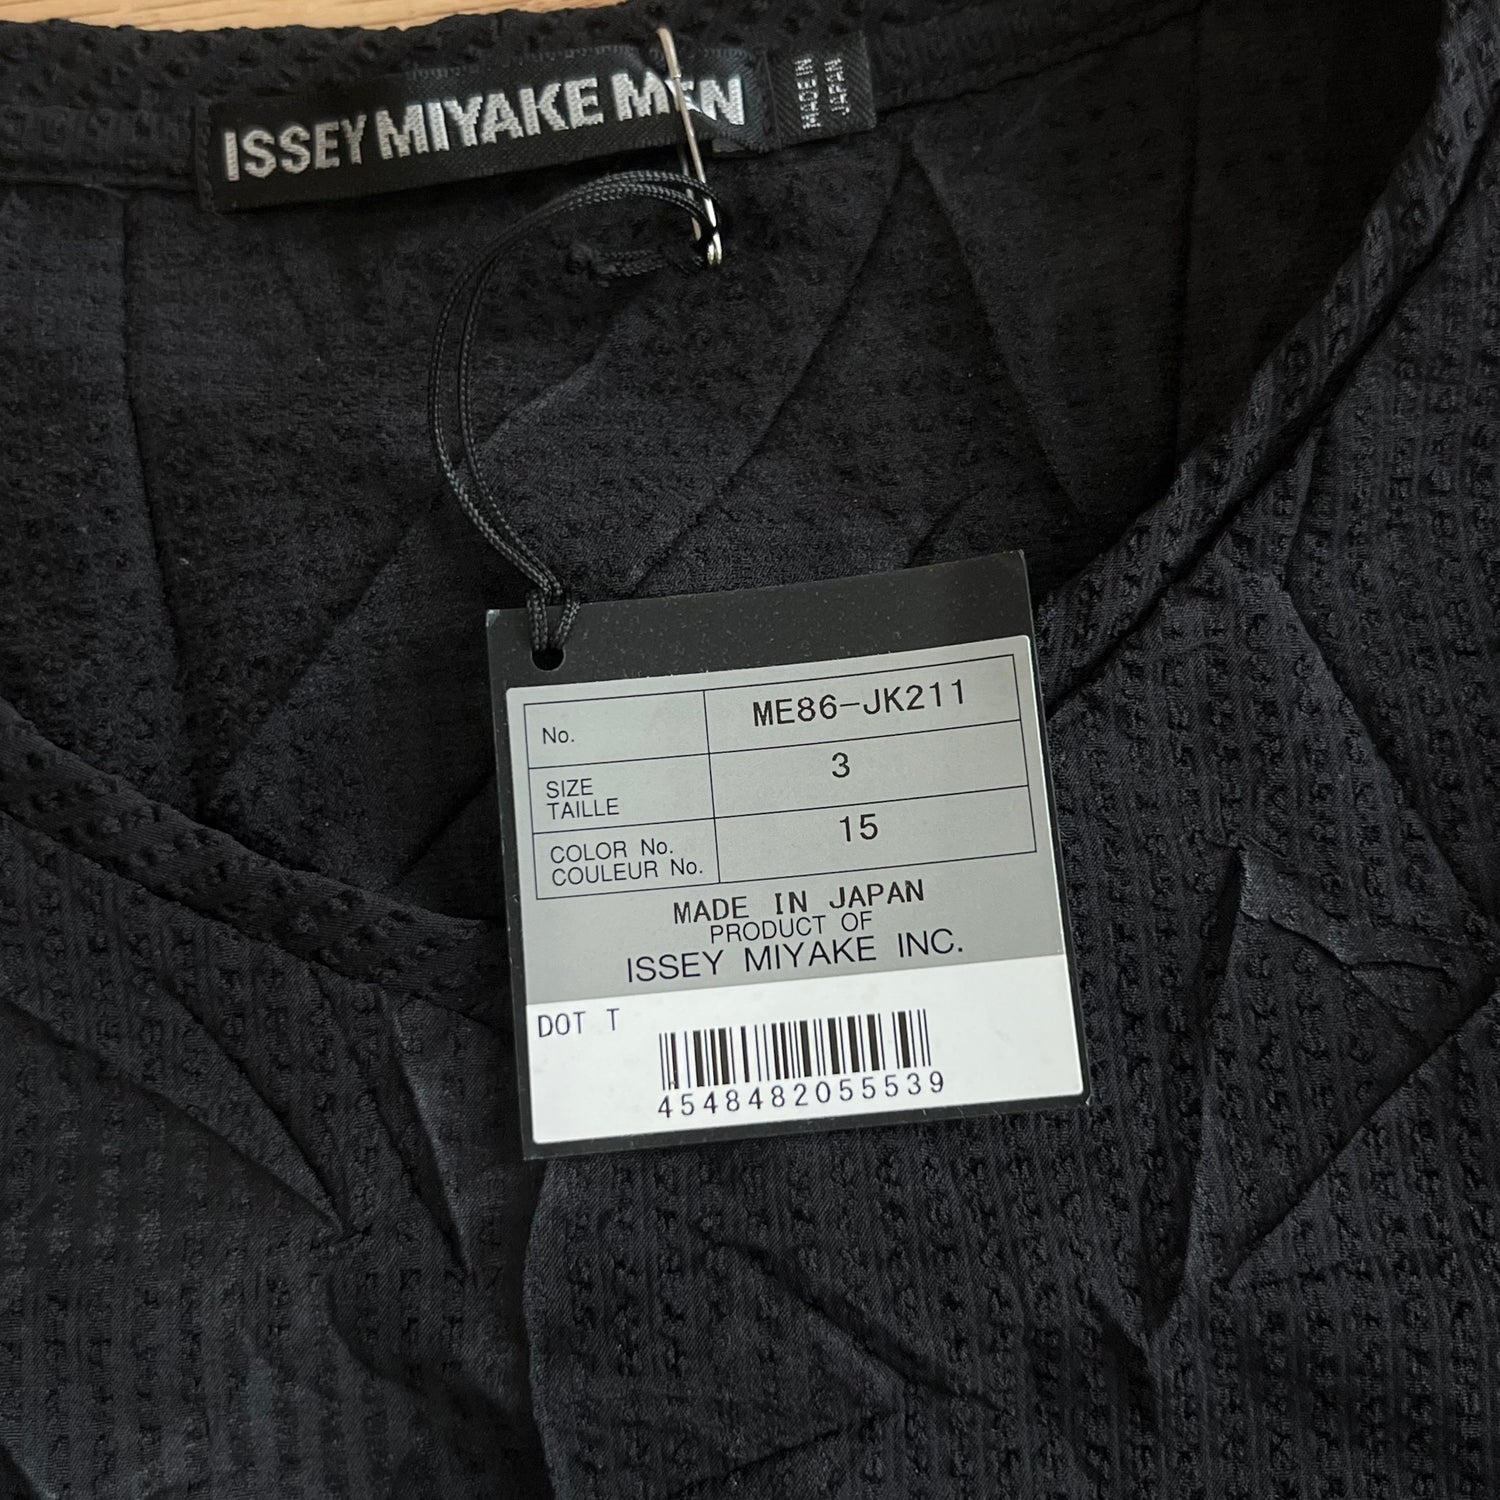 ISSEY MIYAKE MEN
MADE IN
JAPAN
No. ME86-JK211
SIZE
TAILLE
3
COLOR No.
COULEUR No.
15
MADE IN JAPAN
PRODUCT OF
ISSEY MIYAKE INC.
DOT T
4548482055539